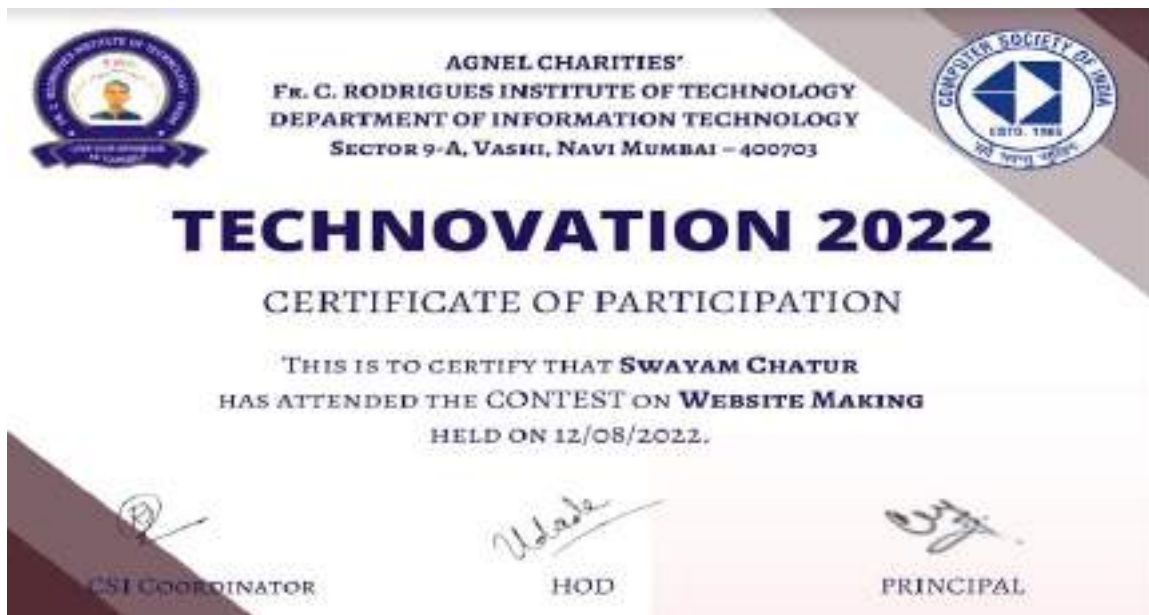 AGNEL CHARITIES'
FR. C. RODRIGUES INSTITUTE OF TECHNOLOGY
DEPARTMENT OF INFORMATION TECHNOLOGY
SECTOR 9-A, VASHI, NAVI MUMBAI – 400703
COMPUTER SOCIETY OF INDIA
ESTD. 1965
TECHNOVATION 2022
CERTIFICATE OF PARTICIPATION
THIS IS TO CERTIFY THAT SWAYAM CHATUR
HAS ATTENDED THE CONTEST ON WEBSITE MAKING
HELD ON 12/08/2022.
CSI COORDINATOR
HOD
PRINCIPAL